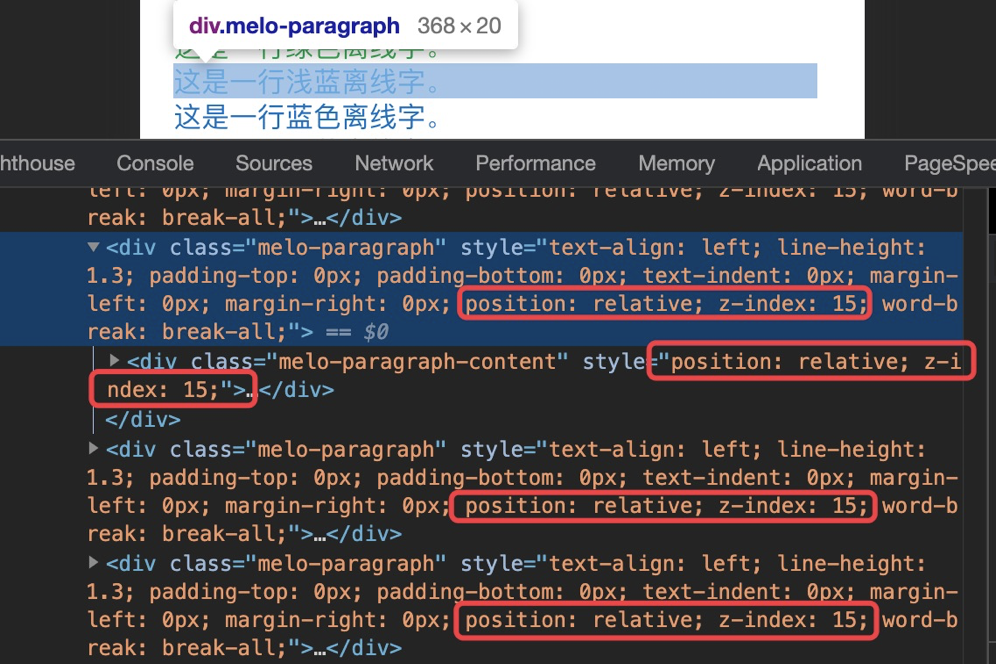 div.melo-paragraph 368 × 20
这是一行绿色离线字。
这是一行浅蓝离线字。
这是一行蓝色离线字。
hthouse Console Sources Network Performance Memory Application PageSpee
left: 0px; margin-right: 0px; position: relative; z-index: 15; word-b
reak: break-all;">…</div>
▼<div class="melo-paragraph" style="text-align: left; line-height:
1.3; padding-top: 0px; padding-bottom: 0px; text-indent: 0px; margin-
left: 0px; margin-right: 0px; position: relative; z-index: 15; word-b
reak: break-all;"> == $0
▶<div class="melo-paragraph-content" style="position: relative; z-i
ndex: 15;">…</div>
</div>
▶<div class="melo-paragraph" style="text-align: left; line-height:
1.3; padding-top: 0px; padding-bottom: 0px; text-indent: 0px; margin-
left: 0px; margin-right: 0px; position: relative; z-index: 15; word-b
reak: break-all;">…</div>
▶<div class="melo-paragraph" style="text-align: left; line-height:
1.3; padding-top: 0px; padding-bottom: 0px; text-indent: 0px; margin-
left: 0px; margin-right: 0px; position: relative; z-index: 15; word-b
reak: break-all;">…</div>